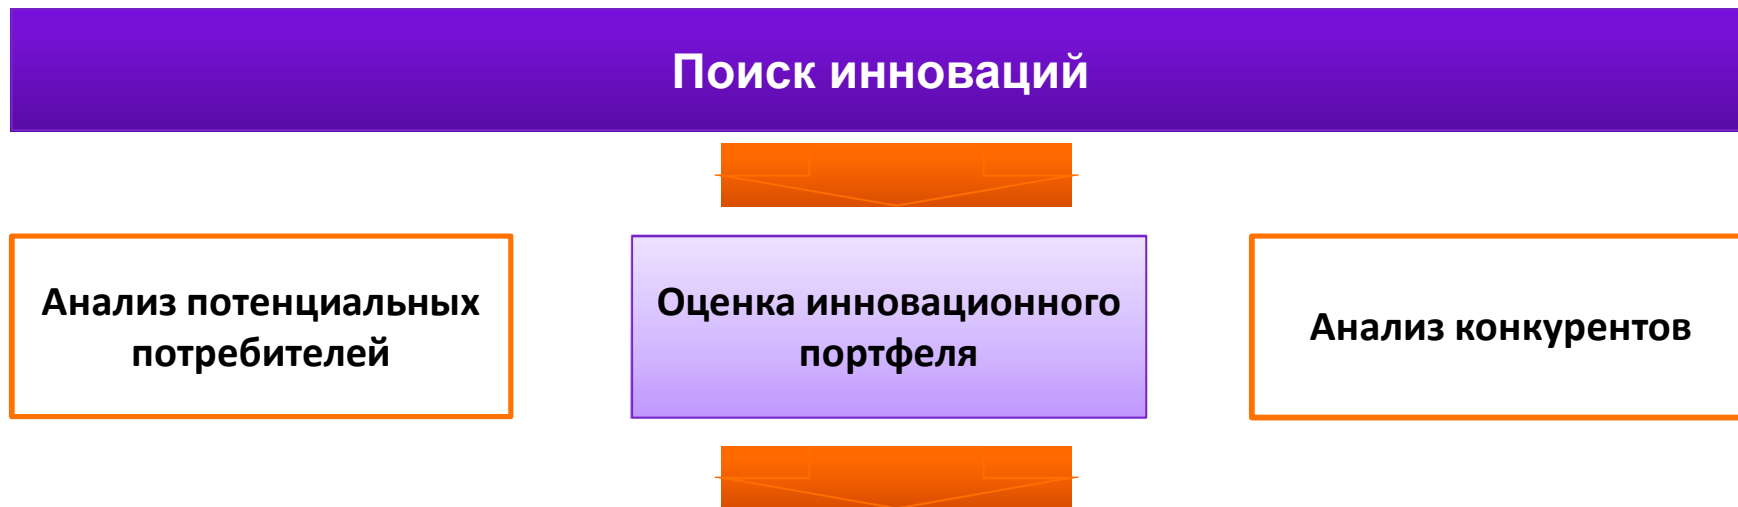 Поиск инноваций
Анализ потенциальных
потребителей
Оценка инновационного
портфеля
Анализ конкурентов